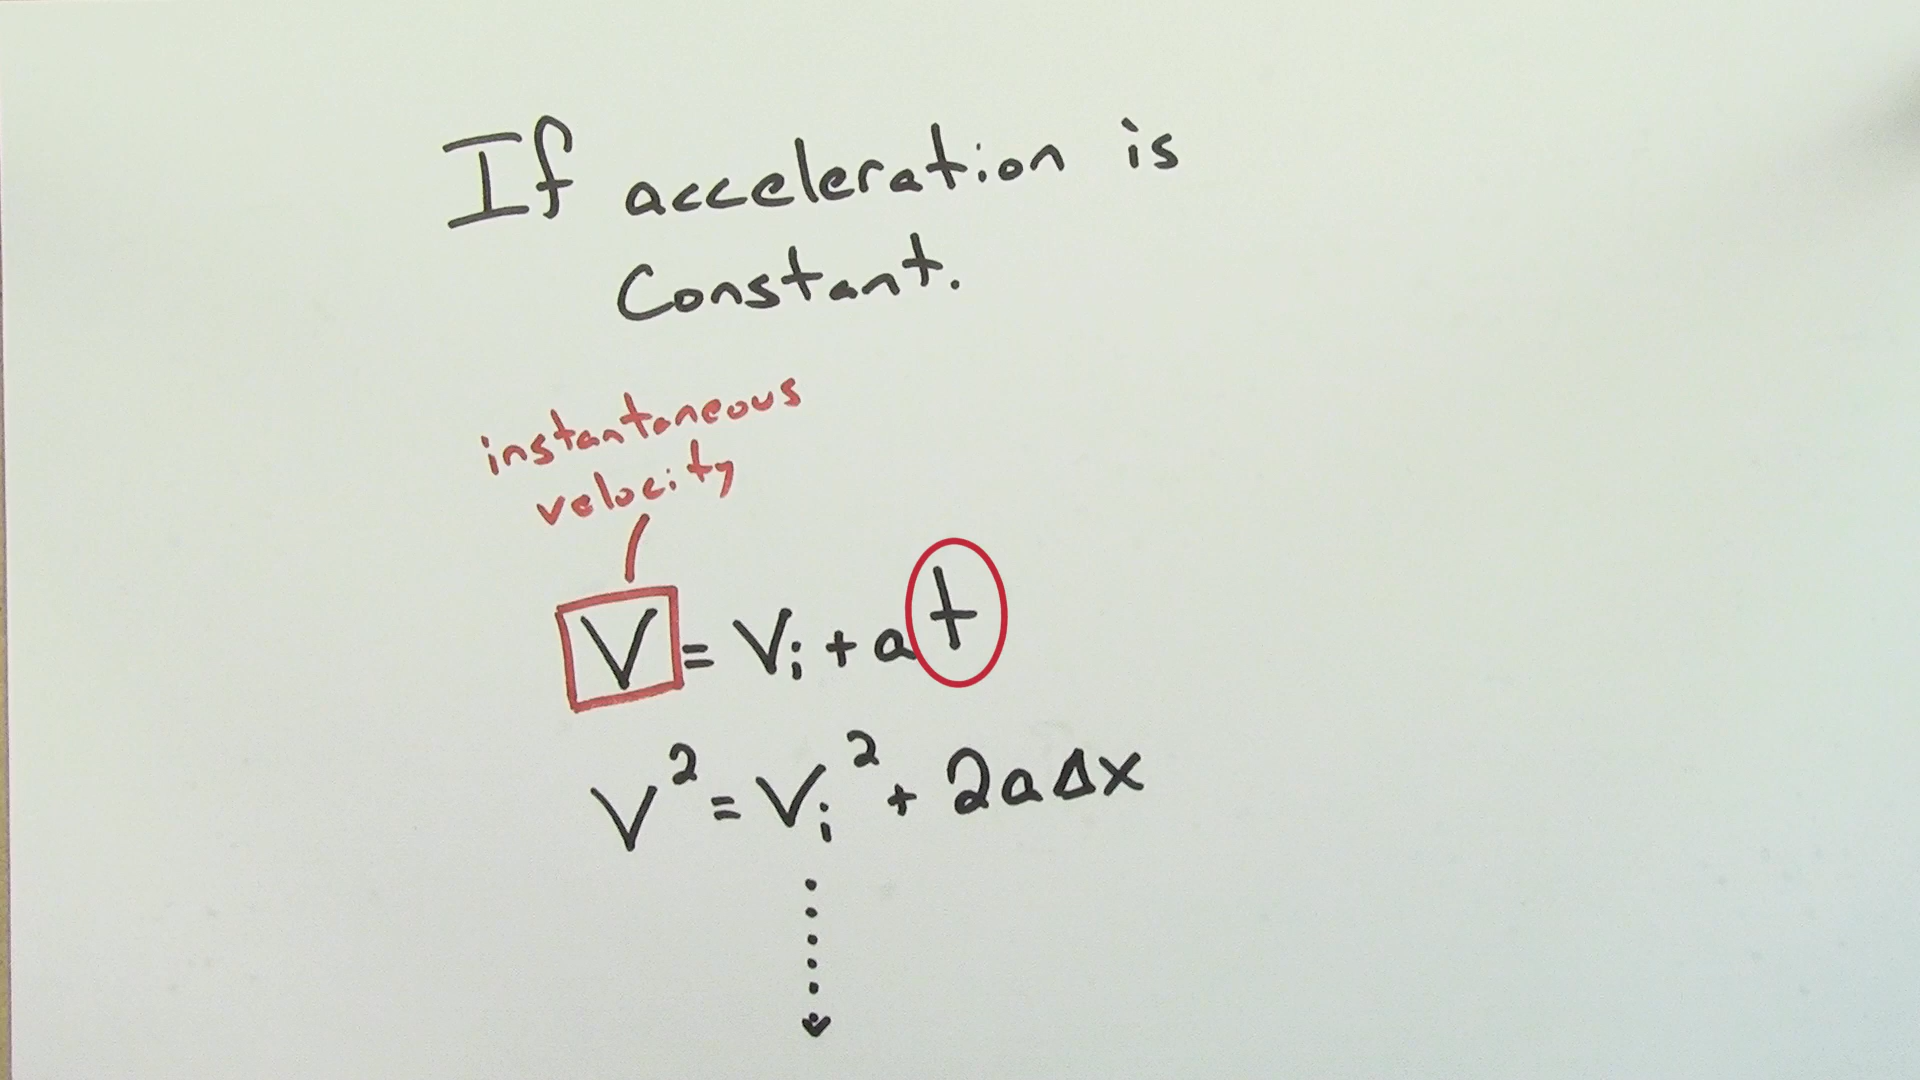 If acceleration is
Constant.
instantaneous
velocity
V = Vᵢ + at
V² = Vᵢ² + 2aΔx